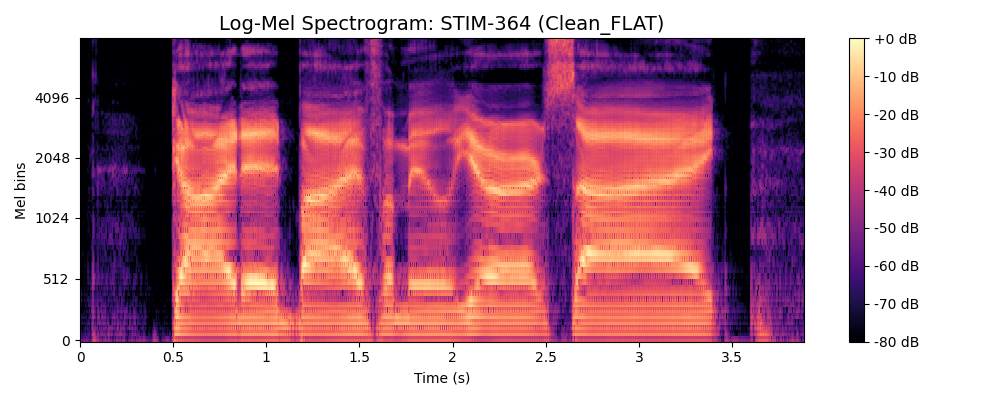 Log-Mel Spectrogram: STIM-364 (Clean_FLAT)
Mel bins
4096
2048
1024
512
0
0
0.5
1
1.5
2
2.5
3
3.5
Time (s)
+0 dB
-10 dB
-20 dB
-30 dB
-40 dB
-50 dB
-60 dB
-70 dB
-80 dB